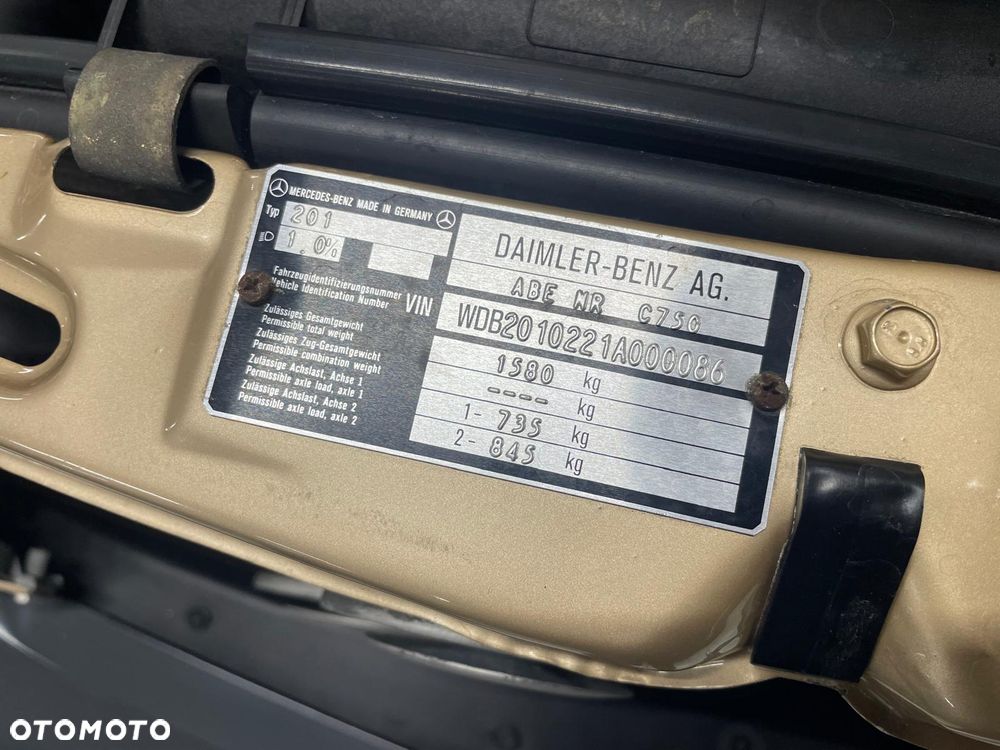 MERCEDES-BENZ MADE IN GERMANY
Typ 201
1.0%
DAIMLER-BENZ AG.
ABE NR C750
Fahrzeugidentifizierungsnummer
Vehicle Identification Number
VIN WDB2010221A000086
Zulässiges Gesamtgewicht
Permissible total weight
1580 kg
Zulässiges Zug-Gesamtgewicht
Permissible combination weight
---- kg
Zulässige Achslast, Achse 1
Permissible axle load, axle 1
1- 735 kg
Zulässige Achslast, Achse 2
Permissible axle load, axle 2
2- 845 kg
OTOMOTO